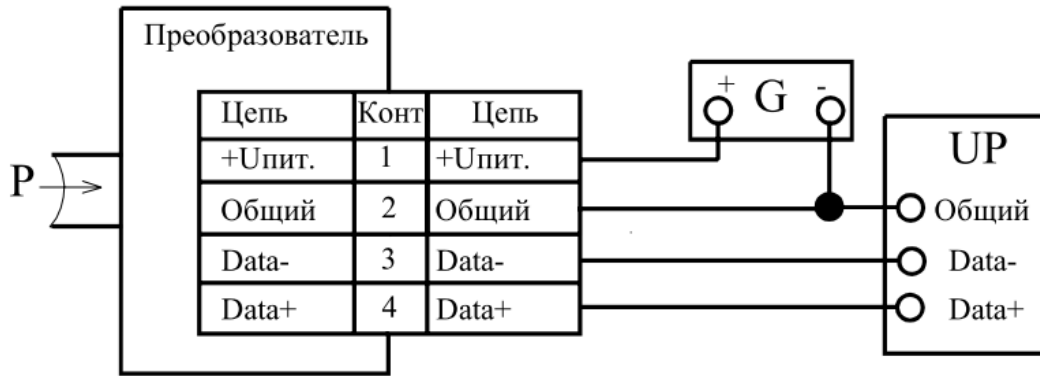 Преобразователь
Цепь Конт Цепь
+Uпит. 1 +Uпит.
Общий 2 Общий
Data- 3 Data-
Data+ 4 Data+
P
+ G -
UP
Общий
Data-
Data+